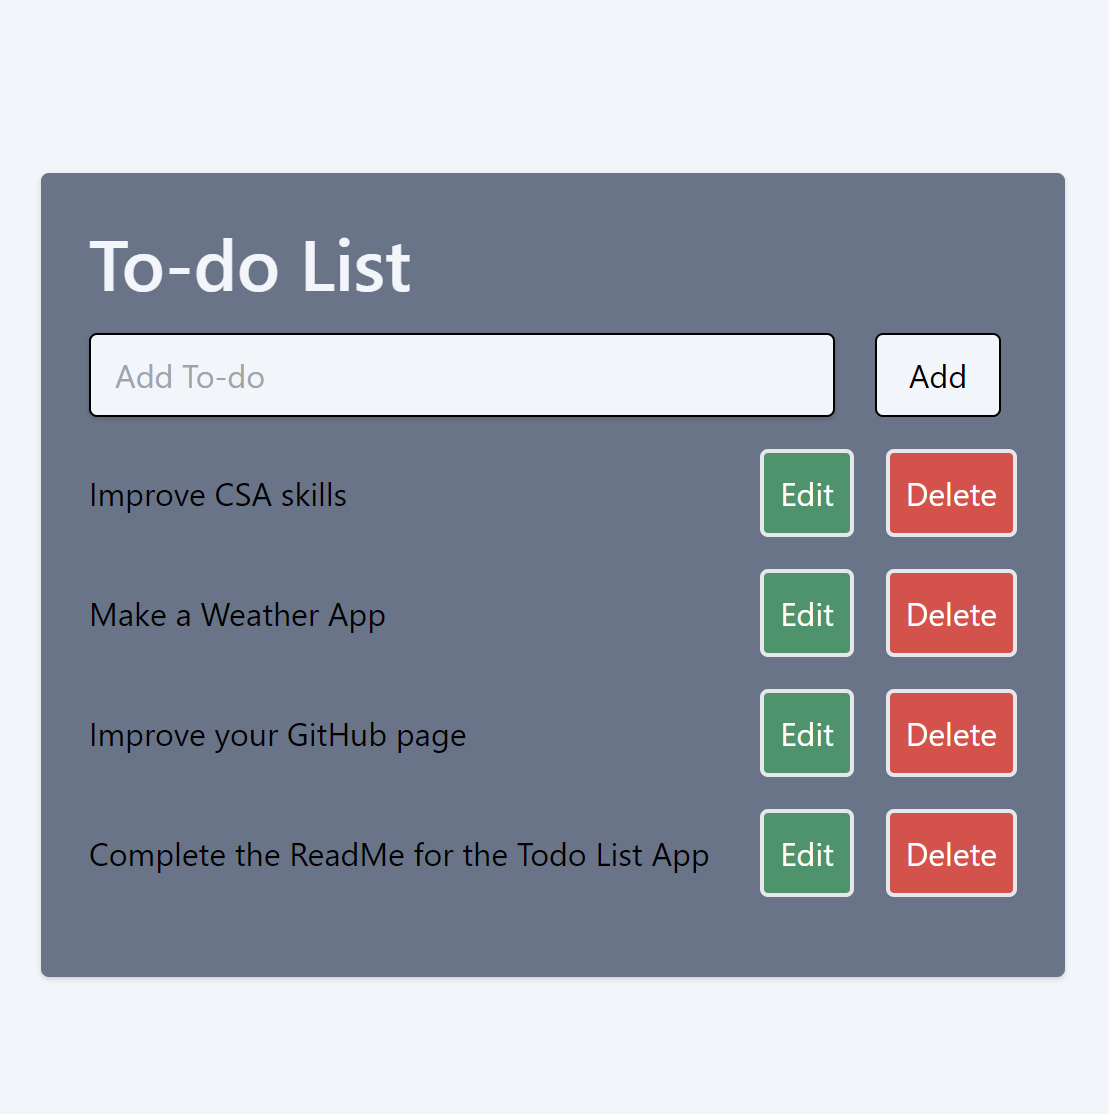 To-do List
Add To-do Add
Improve CSA skills Edit Delete
Make a Weather App Edit Delete
Improve your GitHub page Edit Delete
Complete the ReadMe for the Todo List App Edit Delete